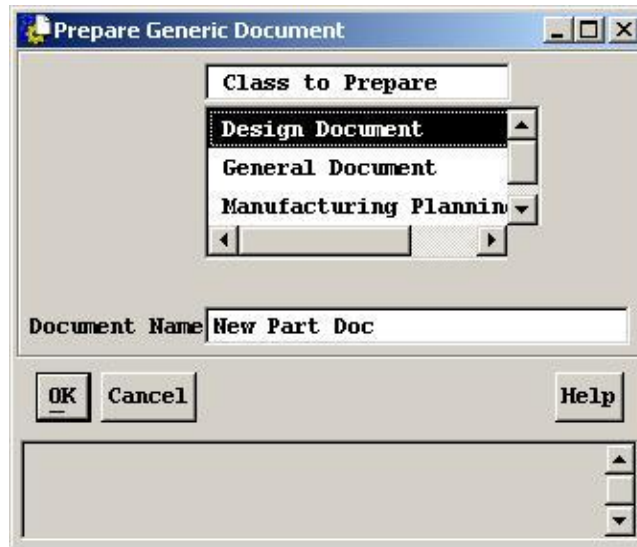 Prepare Generic Document
Class to Prepare
Design Document
General Document
Manufacturing Plannin
Document Name New Part Doc
OK Cancel Help